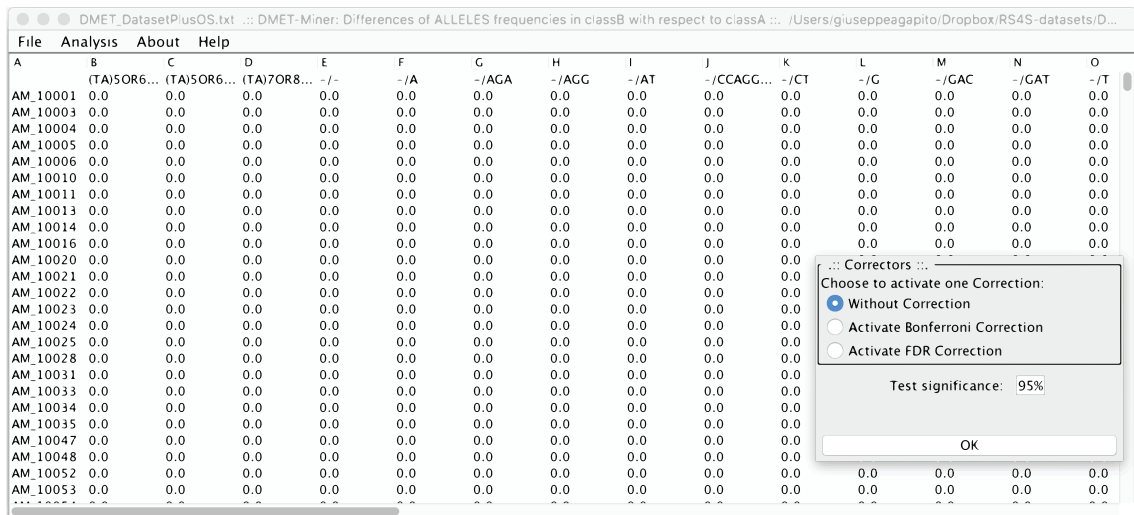 DMET_DatasetPlusOS.txt .:: DMET-Miner: Differences of ALLELES frequencies in classB with respect to classA ::. /Users/giuseppeagapito/Dropbox/RS4S-datasets/D...
File Analysis About Help
A B C D E F G H I J K L M N O
(TA)5OR6... (TA)5OR6... (TA)7OR8... -/- -/A -/AGA -/AGG -/AT -/CCAGG... -/CT -/G -/GAC -/GAT -/T
AM_10001 0.0 0.0 0.0 0.0 0.0 0.0 0.0 0.0 0.0 0.0 0.0 0.0 0.0 0.0
AM_10003 0.0 0.0 0.0 0.0 0.0 0.0 0.0 0.0 0.0 0.0 0.0 0.0 0.0 0.0
AM_10004 0.0 0.0 0.0 0.0 0.0 0.0 0.0 0.0 0.0 0.0 0.0 0.0 0.0 0.0
AM_10005 0.0 0.0 0.0 0.0 0.0 0.0 0.0 0.0 0.0 0.0 0.0 0.0 0.0 0.0
AM_10006 0.0 0.0 0.0 0.0 0.0 0.0 0.0 0.0 0.0 0.0 0.0 0.0 0.0 0.0
AM_10010 0.0 0.0 0.0 0.0 0.0 0.0 0.0 0.0 0.0 0.0 0.0 0.0 0.0 0.0
AM_10011 0.0 0.0 0.0 0.0 0.0 0.0 0.0 0.0 0.0 0.0 0.0 0.0 0.0 0.0
AM_10013 0.0 0.0 0.0 0.0 0.0 0.0 0.0 0.0 0.0 0.0 0.0 0.0 0.0 0.0
AM_10014 0.0 0.0 0.0 0.0 0.0 0.0 0.0 0.0 0.0 0.0 0.0 0.0 0.0 0.0
AM_10016 0.0 0.0 0.0 0.0 0.0 0.0 0.0 0.0 0.0 0.0 0.0 0.0 0.0 0.0
AM_10020 0.0 0.0 0.0 0.0 0.0 0.0 0.0 0.0 0.0 0.0
AM_10021 0.0 0.0 0.0 0.0 0.0 0.0 0.0 0.0 0.0 0.0
AM_10022 0.0 0.0 0.0 0.0 0.0 0.0 0.0 0.0 0.0 0.0
AM_10023 0.0 0.0 0.0 0.0 0.0 0.0 0.0 0.0 0.0 0.0
AM_10024 0.0 0.0 0.0 0.0 0.0 0.0 0.0 0.0 0.0 0.0
AM_10025 0.0 0.0 0.0 0.0 0.0 0.0 0.0 0.0 0.0 0.0
AM_10028 0.0 0.0 0.0 0.0 0.0 0.0 0.0 0.0 0.0 0.0
AM_10031 0.0 0.0 0.0 0.0 0.0 0.0 0.0 0.0 0.0 0.0
AM_10033 0.0 0.0 0.0 0.0 0.0 0.0 0.0 0.0 0.0 0.0
AM_10034 0.0 0.0 0.0 0.0 0.0 0.0 0.0 0.0 0.0 0.0
AM_10035 0.0 0.0 0.0 0.0 0.0 0.0 0.0 0.0 0.0 0.0
AM_10047 0.0 0.0 0.0 0.0 0.0 0.0 0.0 0.0 0.0 0.0
AM_10048 0.0 0.0 0.0 0.0 0.0 0.0 0.0 0.0 0.0 0.0
AM_10052 0.0 0.0 0.0 0.0 0.0 0.0 0.0 0.0 0.0 0.0 0.0 0.0 0.0 0.0
AM_10053 0.0 0.0 0.0 0.0 0.0 0.0 0.0 0.0 0.0 0.0 0.0 0.0 0.0 0.0
.:: Correctors ::.
Choose to activate one Correction:
Without Correction
Activate Bonferroni Correction
Activate FDR Correction
Test significance: 95%
OK